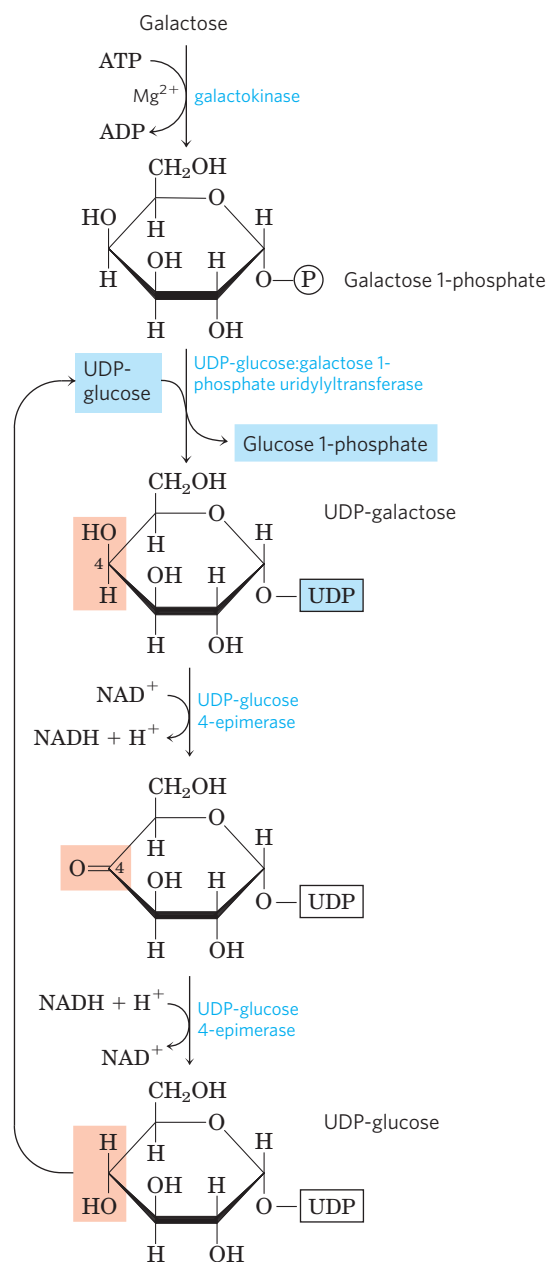 Galactose
ATP
Mg2+ galactokinase
ADP
CH2OH
O
HO H
H
OH H
H O P Galactose 1-phosphate
H OH
UDP-glucose:galactose 1-
phosphate uridylyltransferase
UDP-
glucose
Glucose 1-phosphate
CH2OH
UDP-galactose
O
HO H
H
4
OH H
H O UDP
H OH
NAD+
UDP-glucose
4-epimerase
NADH + H+
CH2OH
O
H
H
O 4
OH H
O UDP
H OH
NADH + H+
UDP-glucose
4-epimerase
NAD+
CH2OH
UDP-glucose
O
H H
H
OH H
HO O UDP
H OH